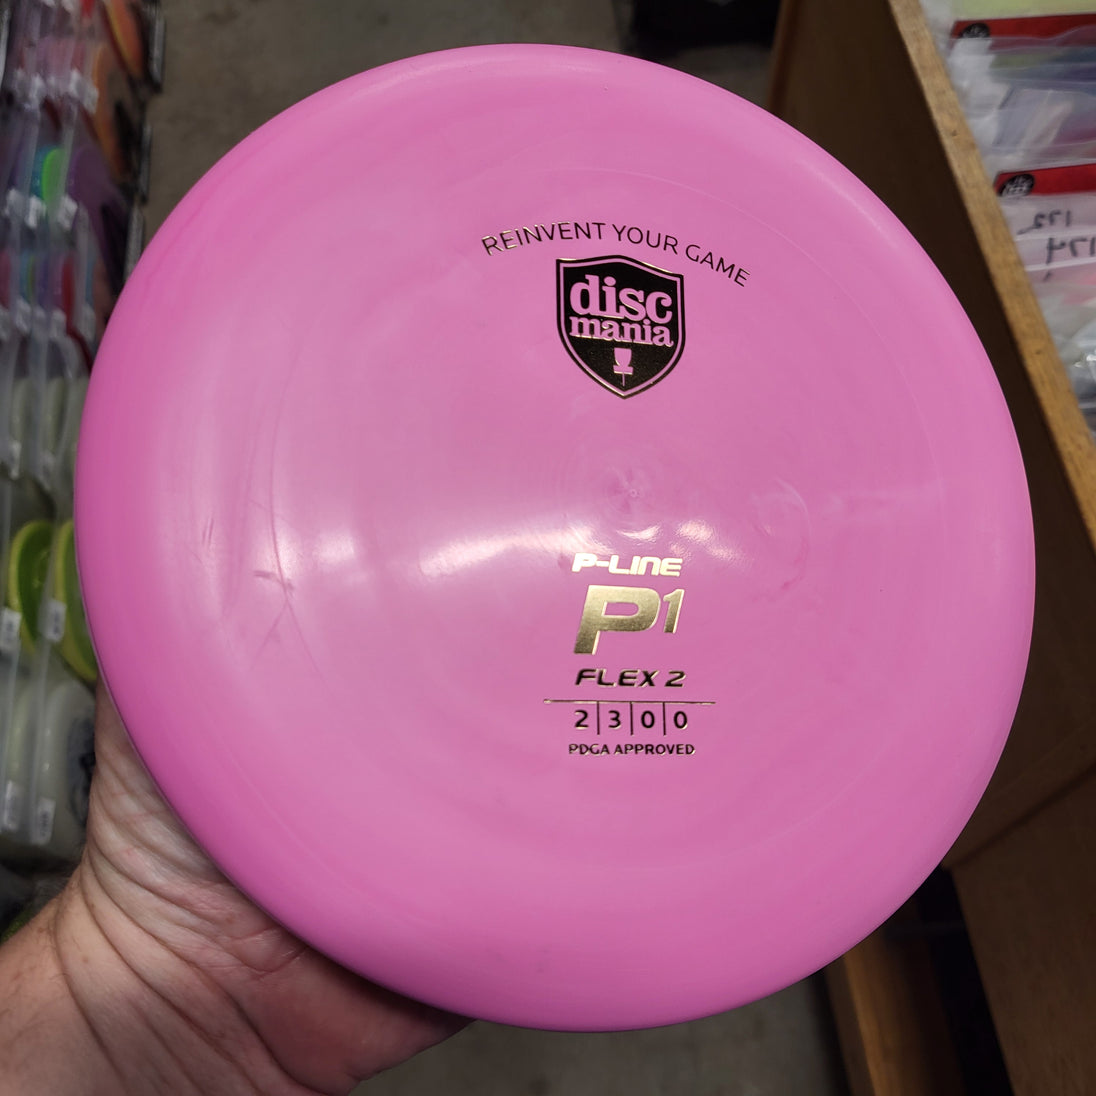 REINVENT YOUR GAME
disc
mania
P-LINE
P1
FLEX 2
2|3|0|0
PDGA APPROVED